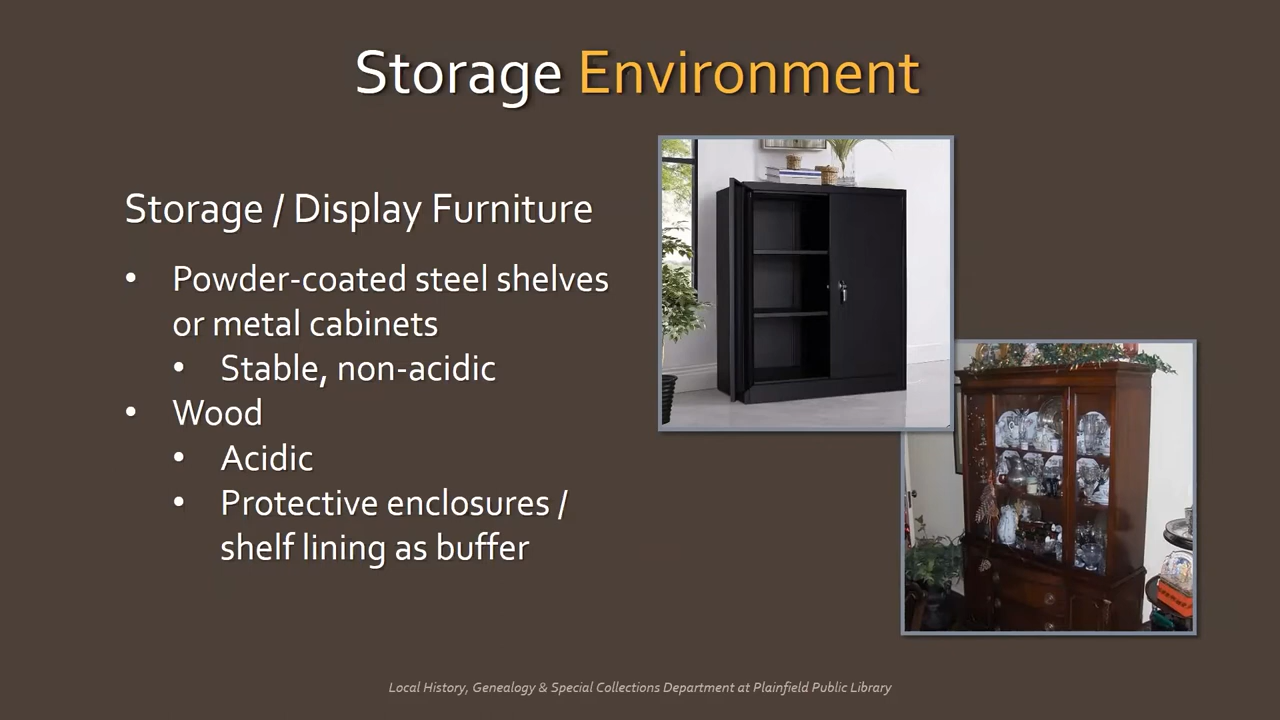 Storage Environment
Storage / Display Furniture
• Powder-coated steel shelves
or metal cabinets
• Stable, non-acidic
• Wood
• Acidic
• Protective enclosures /
shelf lining as buffer
Local History, Genealogy & Special Collections Department at Plainfield Public Library